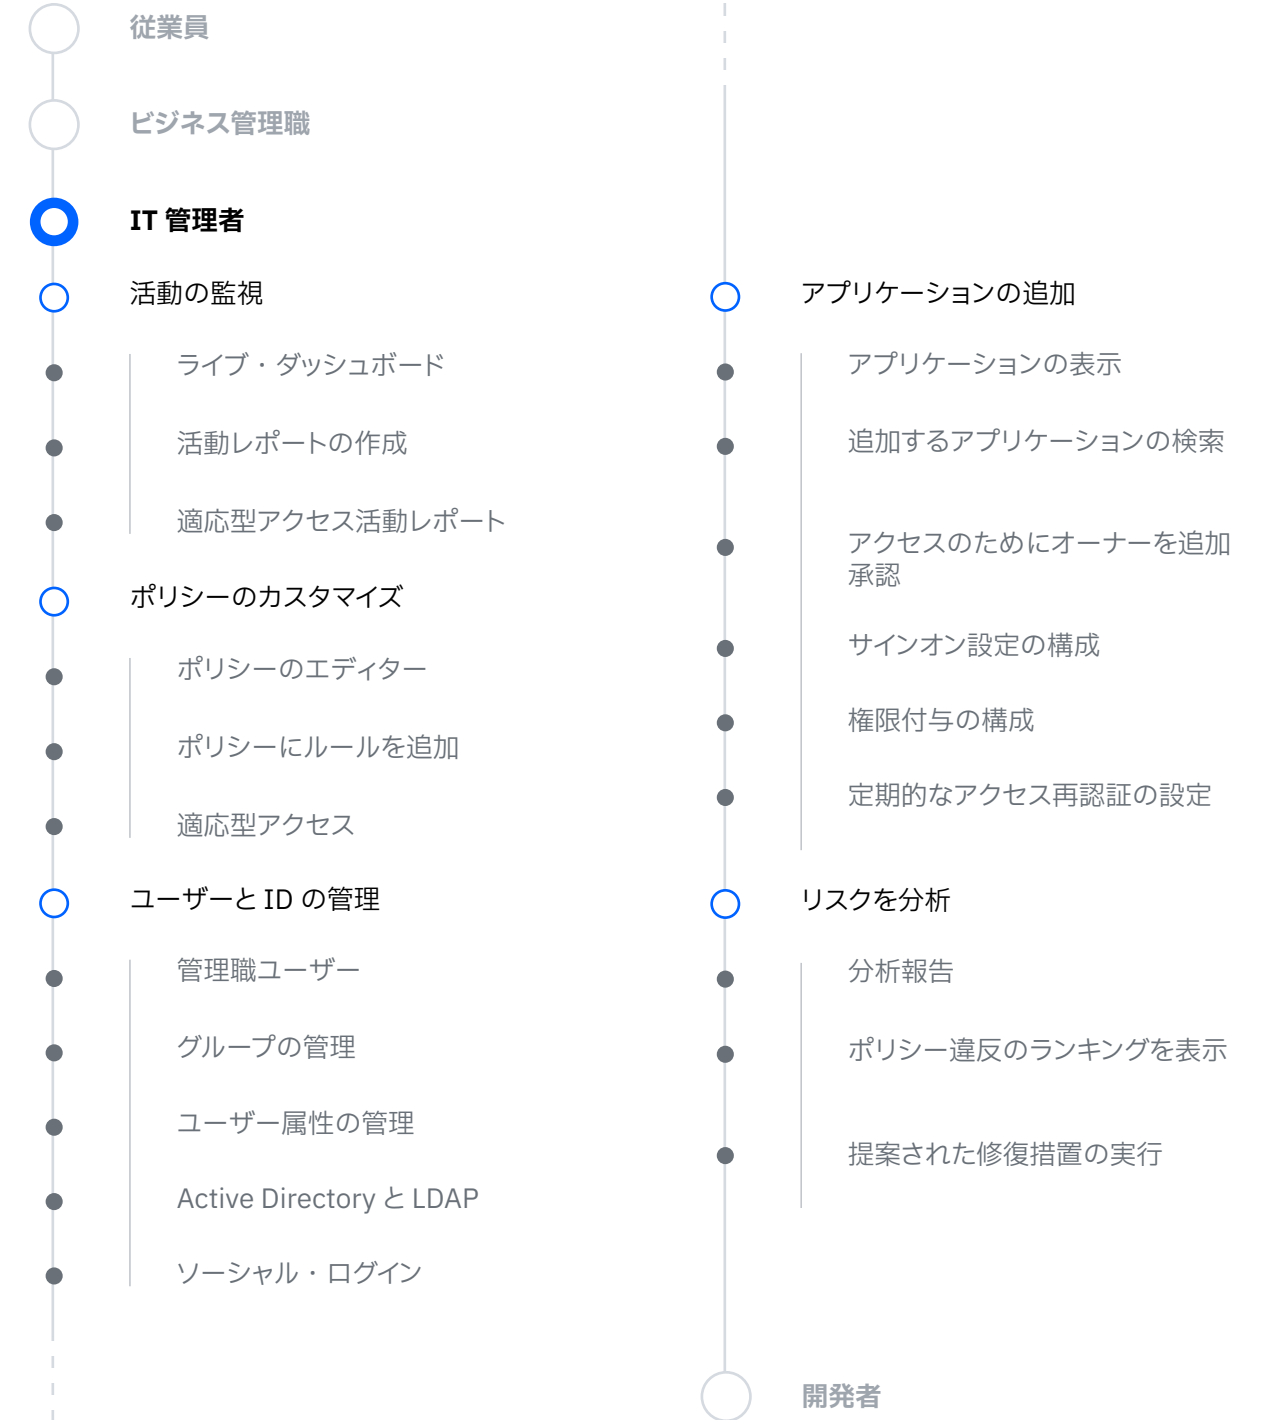 従業員
ビジネス管理職
IT 管理者
活動の監視
ライブ・ダッシュボード
活動レポートの作成
適応型アクセス活動レポート
ポリシーのカスタマイズ
ポリシーのエディター
ポリシーにルールを追加
適応型アクセス
ユーザーと ID の管理
管理職ユーザー
グループの管理
ユーザー属性の管理
Active Directory と LDAP
ソーシャル・ログイン
アプリケーションの追加
アプリケーションの表示
追加するアプリケーションの検索
アクセスのためにオーナーを追加
承認
サインオン設定の構成
権限付与の構成
定期的なアクセス再認証の設定
リスクを分析
分析報告
ポリシー違反のランキングを表示
提案された修復措置の実行
開発者